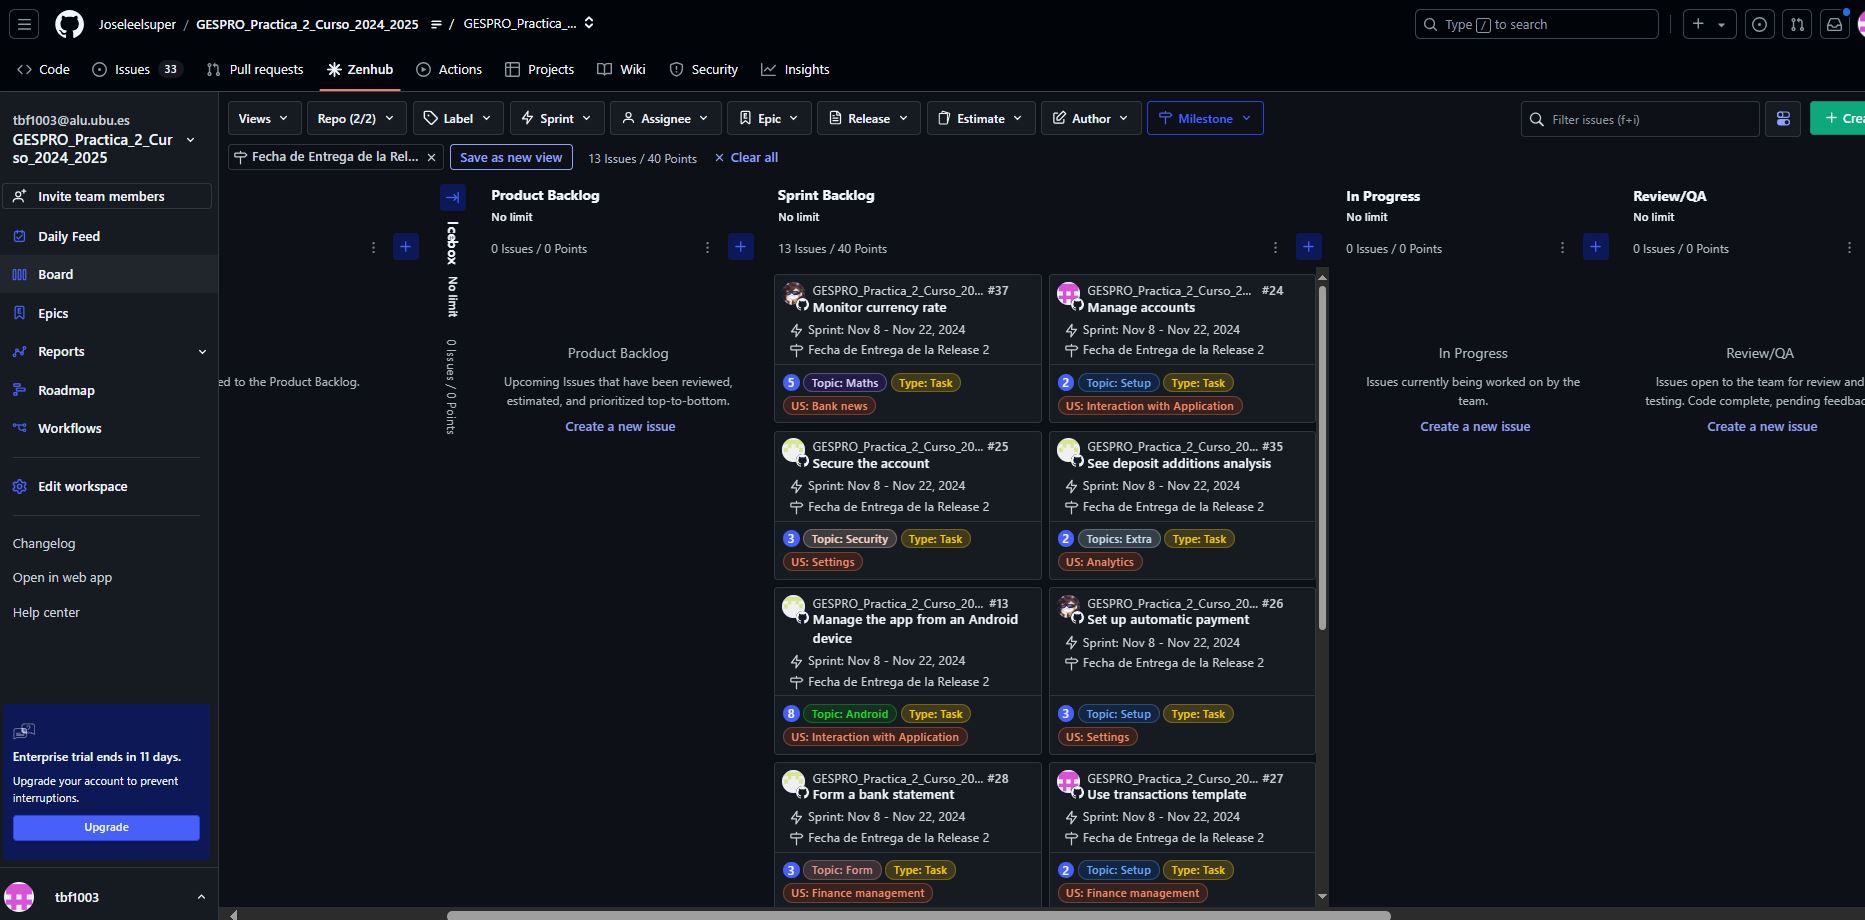 Joseleelsuper / GESPRO_Practica_2_Curso_2024_2025 / GESPRO_Practica_...
Type / to search
Code
Issues 33
Pull requests
Zenhub
Actions
Projects
Wiki
Security
Insights
tbf1003@alu.ubu.es
GESPRO_Practica_2_Cur
so_2024_2025
Invite team members
Daily Feed
Board
Epics
Reports
Roadmap
Workflows
Edit workspace
Changelog
Open in web app
Help center
Enterprise trial ends in 11 days.
Upgrade your account to prevent
interruptions.
Upgrade
tbf1003
Views
Repo (2/2)
Label
Sprint
Assignee
Epic
Release
Estimate
Author
Milestone
Filter issues (f+i)
+ Crea
Fecha de Entrega de la Rel... ×
Save as new view
13 Issues / 40 Points
× Clear all
ed to the Product Backlog.
Icebox No limit 0 Issues / 0 Points
Product Backlog
No limit
0 Issues / 0 Points
Product Backlog
Upcoming Issues that have been reviewed,
estimated, and prioritized top-to-bottom.
Create a new issue
Sprint Backlog
No limit
13 Issues / 40 Points
GESPRO_Practica_2_Curso_20... #37
Monitor currency rate
Sprint: Nov 8 - Nov 22, 2024
Fecha de Entrega de la Release 2
5 Topic: Maths Type: Task
US: Bank news
GESPRO_Practica_2_Curso_2... #24
Manage accounts
Sprint: Nov 8 - Nov 22, 2024
Fecha de Entrega de la Release 2
2 Topic: Setup Type: Task
US: Interaction with Application
GESPRO_Practica_2_Curso_20... #25
Secure the account
Sprint: Nov 8 - Nov 22, 2024
Fecha de Entrega de la Release 2
3 Topic: Security Type: Task
US: Settings
GESPRO_Practica_2_Curso_20... #35
See deposit additions analysis
Sprint: Nov 8 - Nov 22, 2024
Fecha de Entrega de la Release 2
2 Topics: Extra Type: Task
US: Analytics
GESPRO_Practica_2_Curso_20... #13
Manage the app from an Android
device
Sprint: Nov 8 - Nov 22, 2024
Fecha de Entrega de la Release 2
8 Topic: Android Type: Task
US: Interaction with Application
GESPRO_Practica_2_Curso_20... #26
Set up automatic payment
Sprint: Nov 8 - Nov 22, 2024
Fecha de Entrega de la Release 2
3 Topic: Setup Type: Task
US: Settings
GESPRO_Practica_2_Curso_20... #28
Form a bank statement
Sprint: Nov 8 - Nov 22, 2024
Fecha de Entrega de la Release 2
3 Topic: Form Type: Task
US: Finance management
GESPRO_Practica_2_Curso_20... #27
Use transactions template
Sprint: Nov 8 - Nov 22, 2024
Fecha de Entrega de la Release 2
2 Topic: Setup Type: Task
US: Finance management
In Progress
No limit
0 Issues / 0 Points
In Progress
Issues currently being worked on by the
team.
Create a new issue
Review/QA
No limit
0 Issues / 0 Points
Review/QA
Issues open to the team for review and
testing. Code complete, pending feedba
Create a new issue